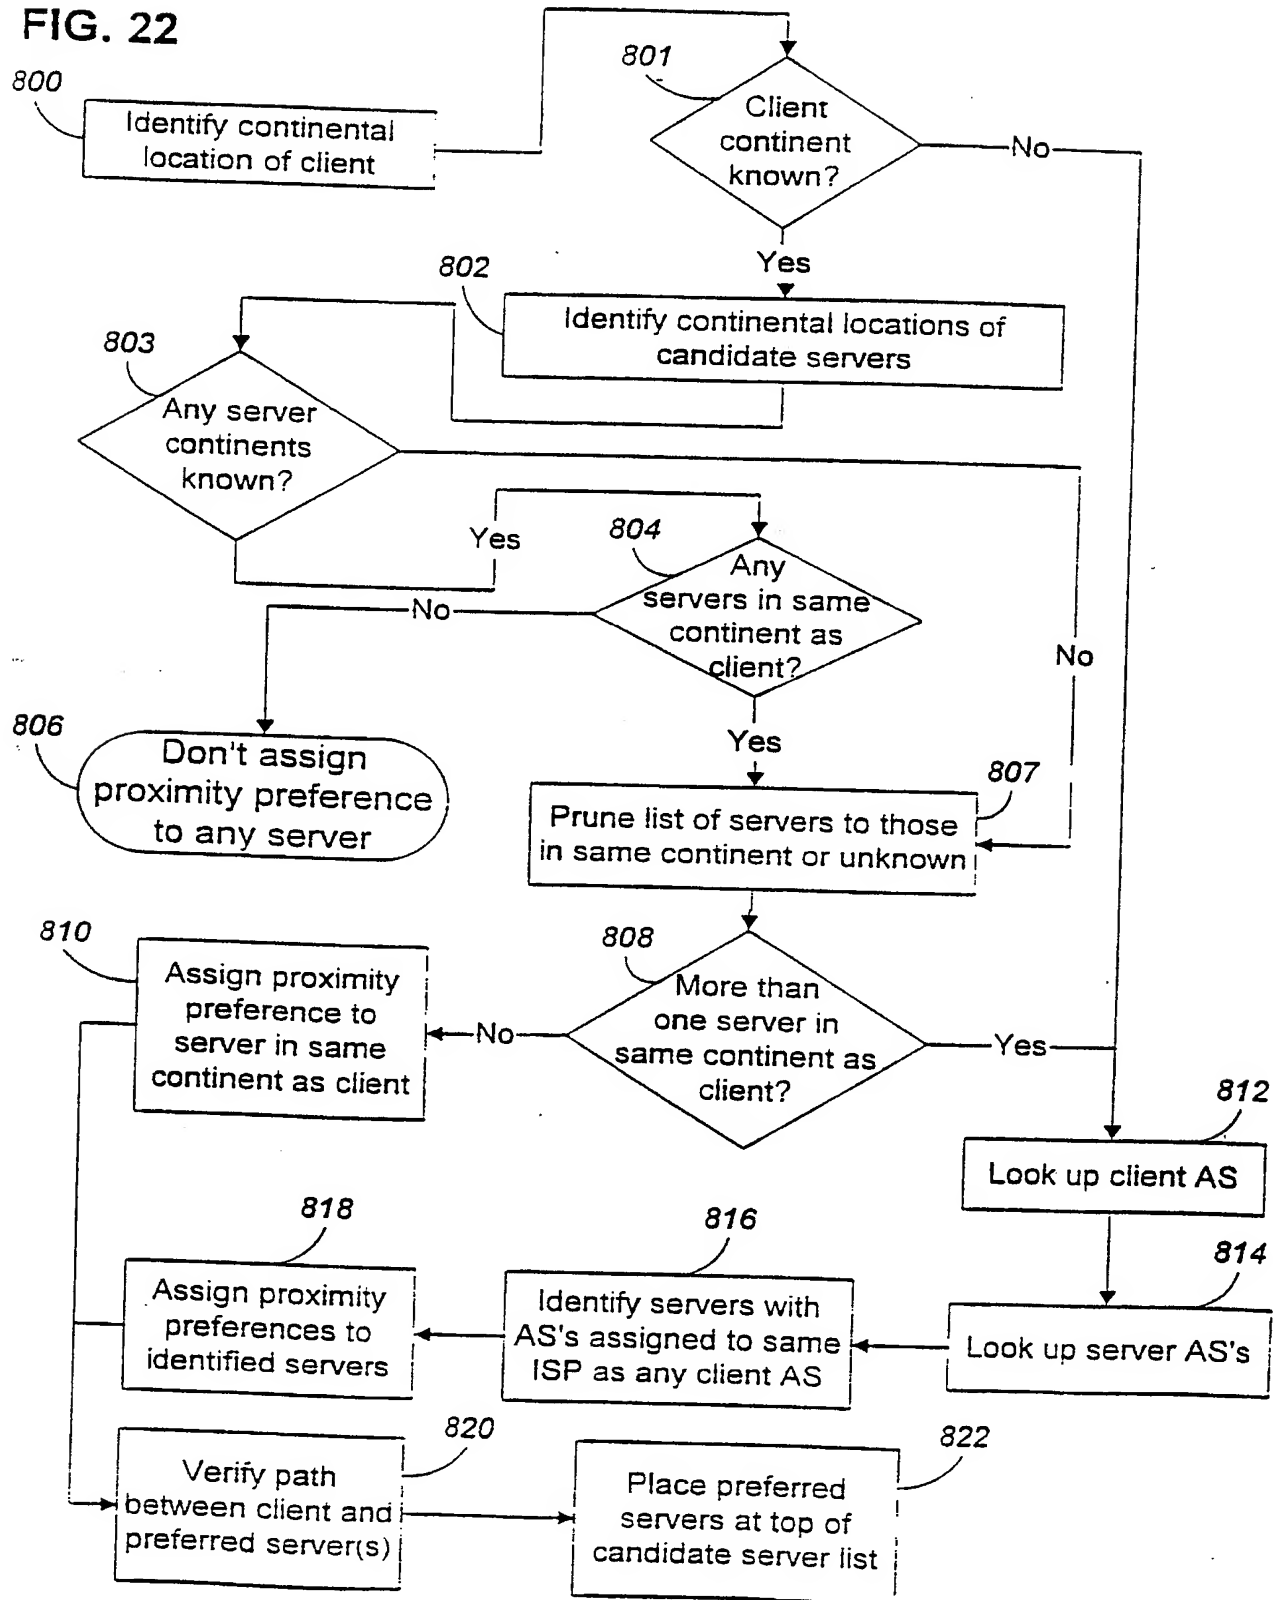 FIG. 22
800
Identify continental
location of client
801
Client
continent
known?
No
Yes
802
Identify continental locations of
candidate servers
803
Any server
continents
known?
Yes
804
Any
servers in same
continent as
client?
No
No
Yes
806
Don't assign
proximity preference
to any server
807
Prune list of servers to those
in same continent or unknown
808
More than
one server in
same continent as
client?
No
Yes
810
Assign proximity
preference to
server in same
continent as client
812
Look up client AS
814
Look up server AS's
816
Identify servers with
AS's assigned to same
ISP as any client AS
818
Assign proximity
preferences to
identified servers
820
Verify path
between client and
preferred server(s)
822
Place preferred
servers at top of
candidate server list